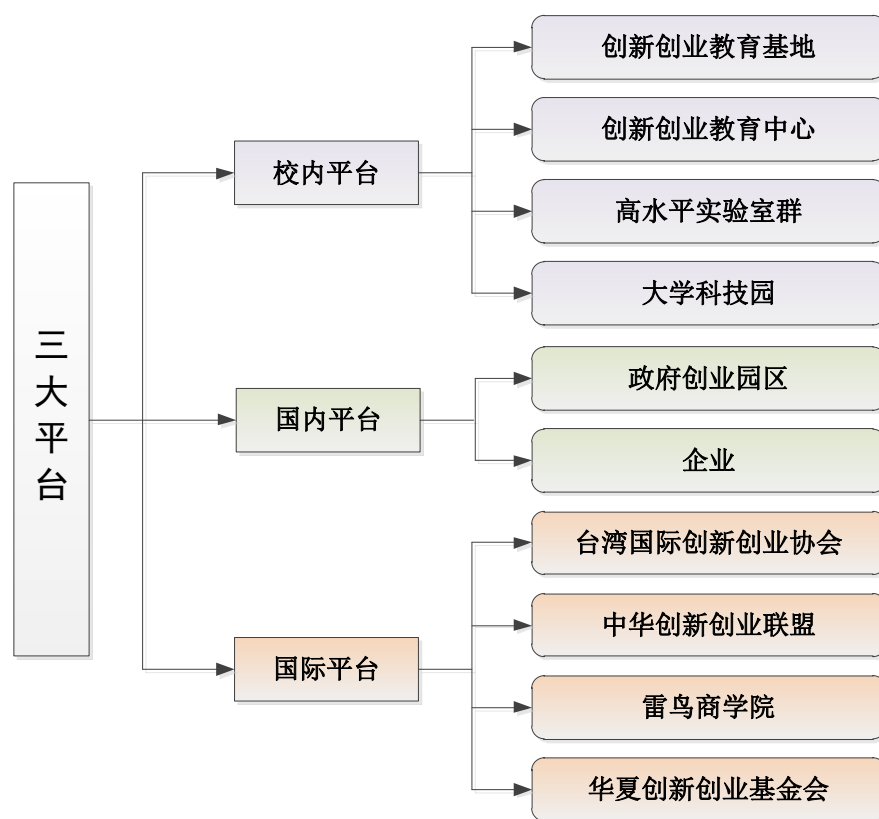 三大平台
校内平台
创新创业教育基地
创新创业教育中心
高水平实验室群
大学科技园
国内平台
政府创业园区
企业
国际平台
台湾国际创新创业协会
中华创新创业联盟
雷鸟商学院
华夏创新创业基金会